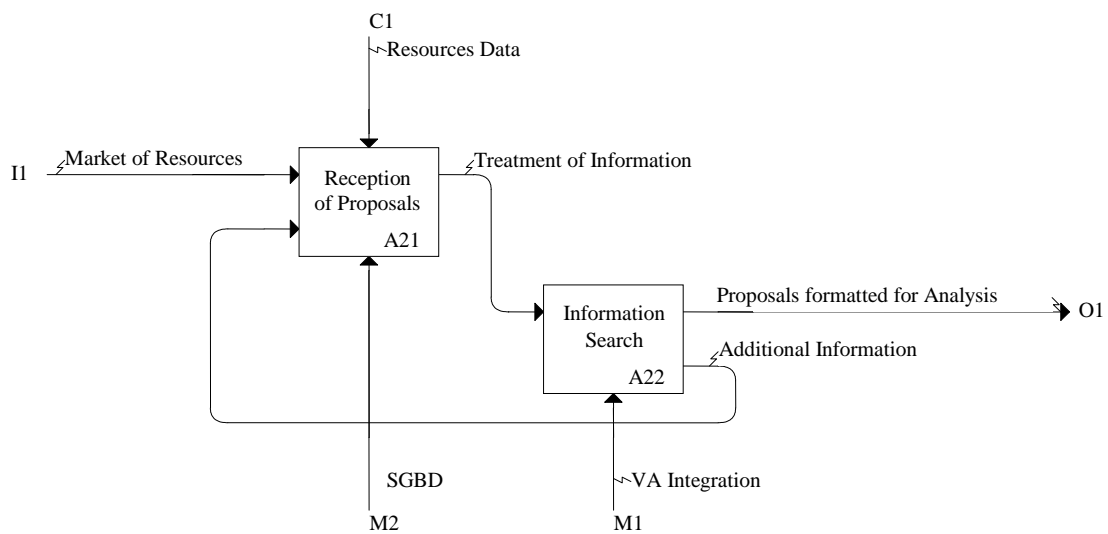 C1
Resources Data
I1
Market of Resources
Reception
of Proposals
A21
Treatment of Information
Information
Search
A22
Proposals formatted for Analysis
O1
Additional Information
SGBD
VA Integration
M2
M1